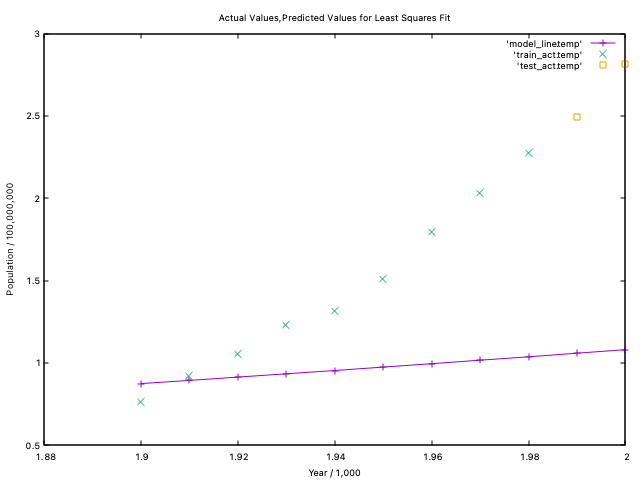 Actual Values,Predicted Values for Least Squares Fit
'model_line.temp'
'train_act.temp'
'test_act.temp'
3
2.5
2
1.5
1
0.5
Population / 100,000,000
1.88 1.9 1.92 1.94 1.96 1.98 2
Year / 1,000